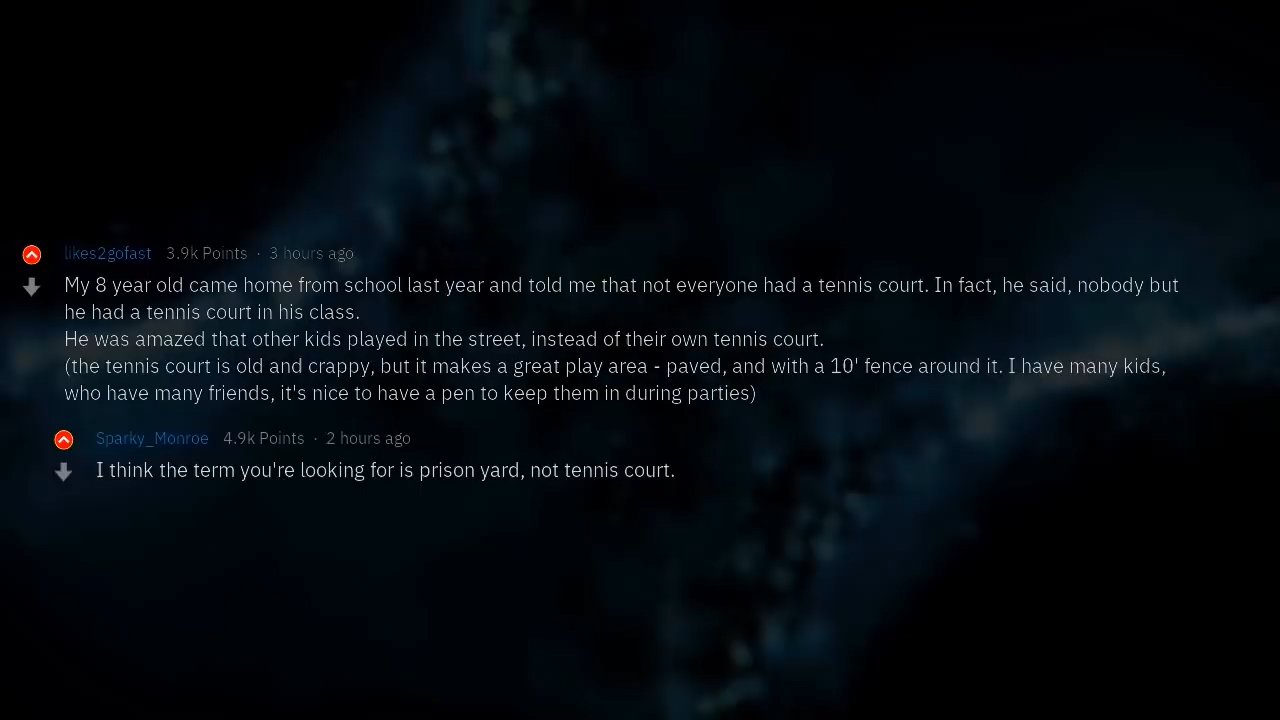 likes2gofast 3.9k Points · 3 hours ago
My 8 year old came home from school last year and told me that not everyone had a tennis court. In fact, he said, nobody but
he had a tennis court in his class.
He was amazed that other kids played in the street, instead of their own tennis court.
(the tennis court is old and crappy, but it makes a great play area - paved, and with a 10' fence around it. I have many kids,
who have many friends, it's nice to have a pen to keep them in during parties)
Sparky_Monroe 4.9k Points · 2 hours ago
I think the term you're looking for is prison yard, not tennis court.